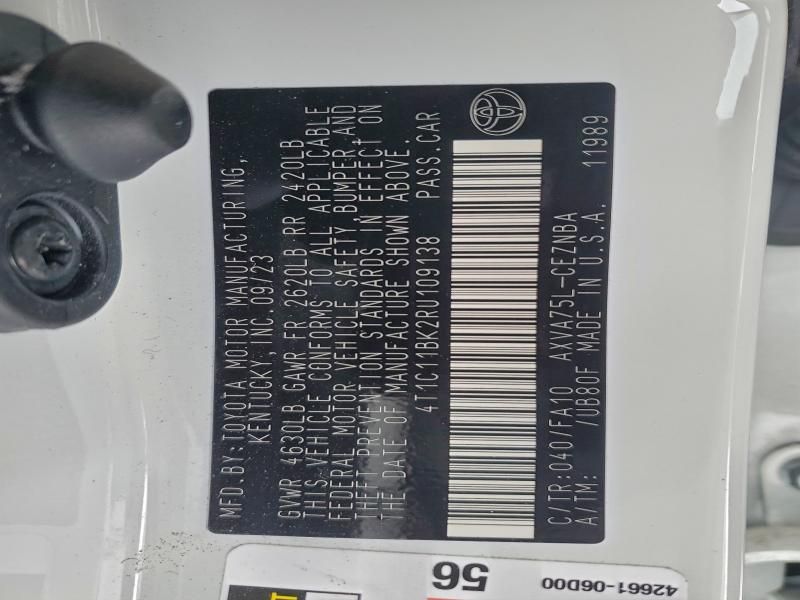 MFD.BY:TOYOTA MOTOR MANUFACTURING,
KENTUCKY, INC. 09/23
GVWR 4630LB GAWR FR 2620LB RR 2420LB
THIS VEHICLE CONFORMS TO ALL APPLICABLE
FEDERAL MOTOR VEHICLE SAFETY, BUMPER, AND
THEFT PREVENTION STANDARDS IN EFFECT ON
THE DATE OF MANUFACTURE SHOWN ABOVE.
4T1C11BK2RU109138 PASS.CAR
C/TR:040/FA10 AXVA75L-CEZNBA
A/TM: /UB80F MADE IN U.S.A. 11989
56
42661-06D00